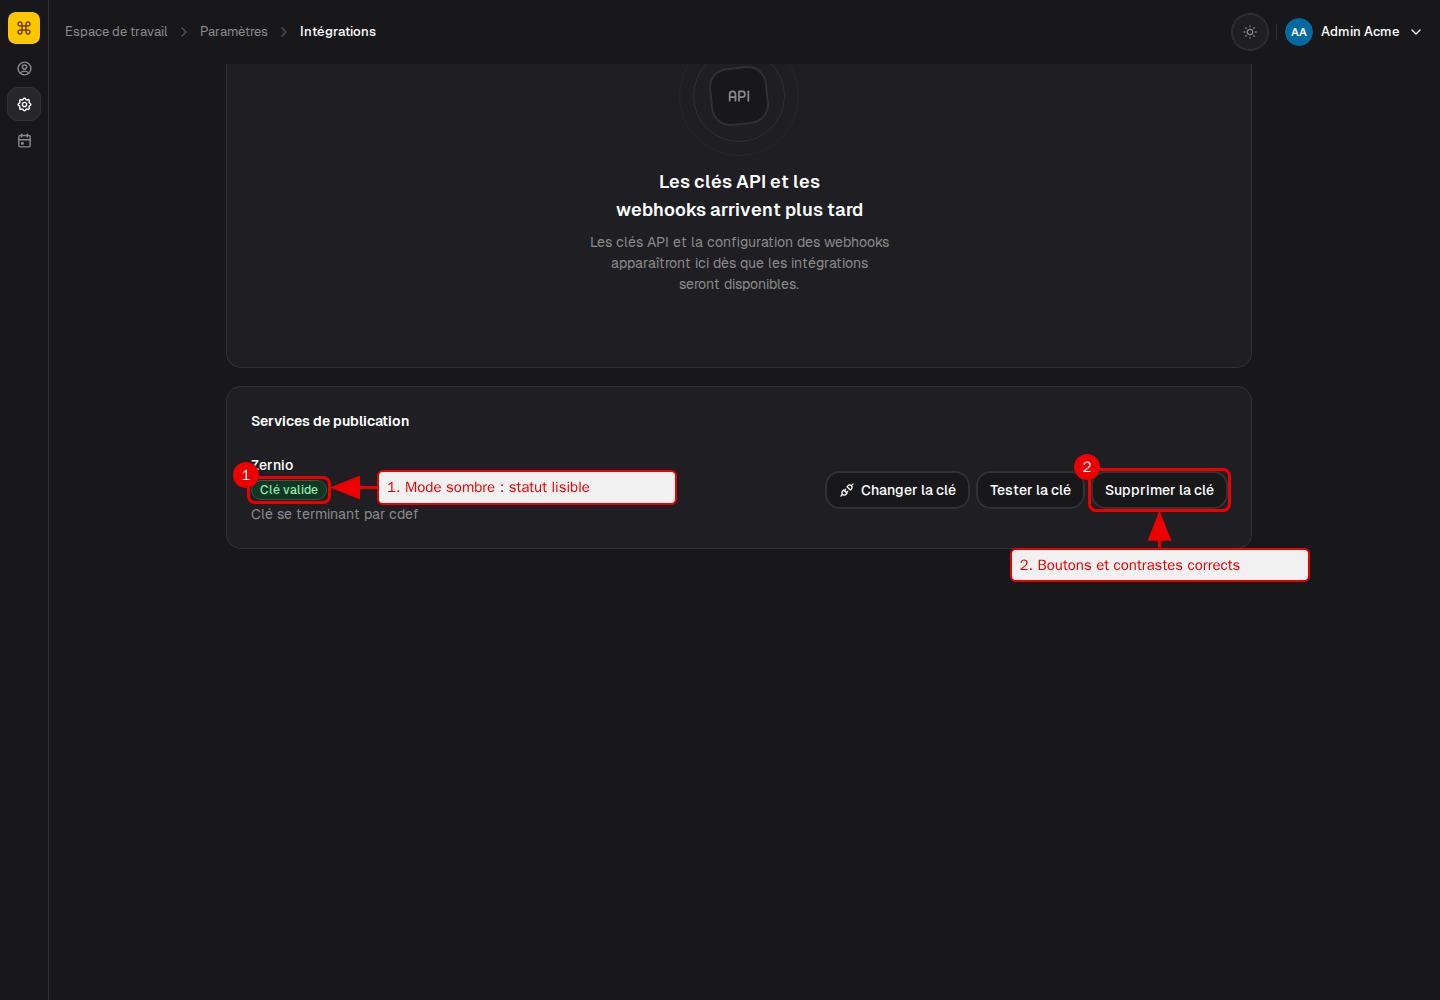 Espace de travail
Paramètres
Intégrations
AA
Admin Acme
API
Les clés API et les
webhooks arrivent plus tard
Les clés API et la configuration des webhooks
apparaîtront ici dès que les intégrations
seront disponibles.
Services de publication
Zernio
1
Clé valide
1. Mode sombre : statut lisible
Clé se terminant par cdef
Changer la clé
Tester la clé
2
Supprimer la clé
2. Boutons et contrastes corrects